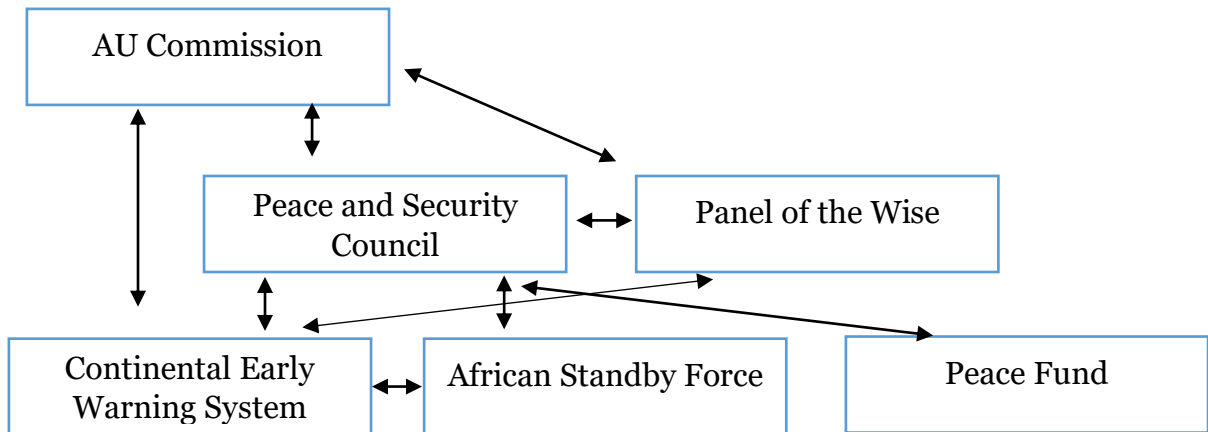 AU Commission
Peace and Security
Council
Panel of the Wise
Continental Early
Warning System
African Standby Force
Peace Fund